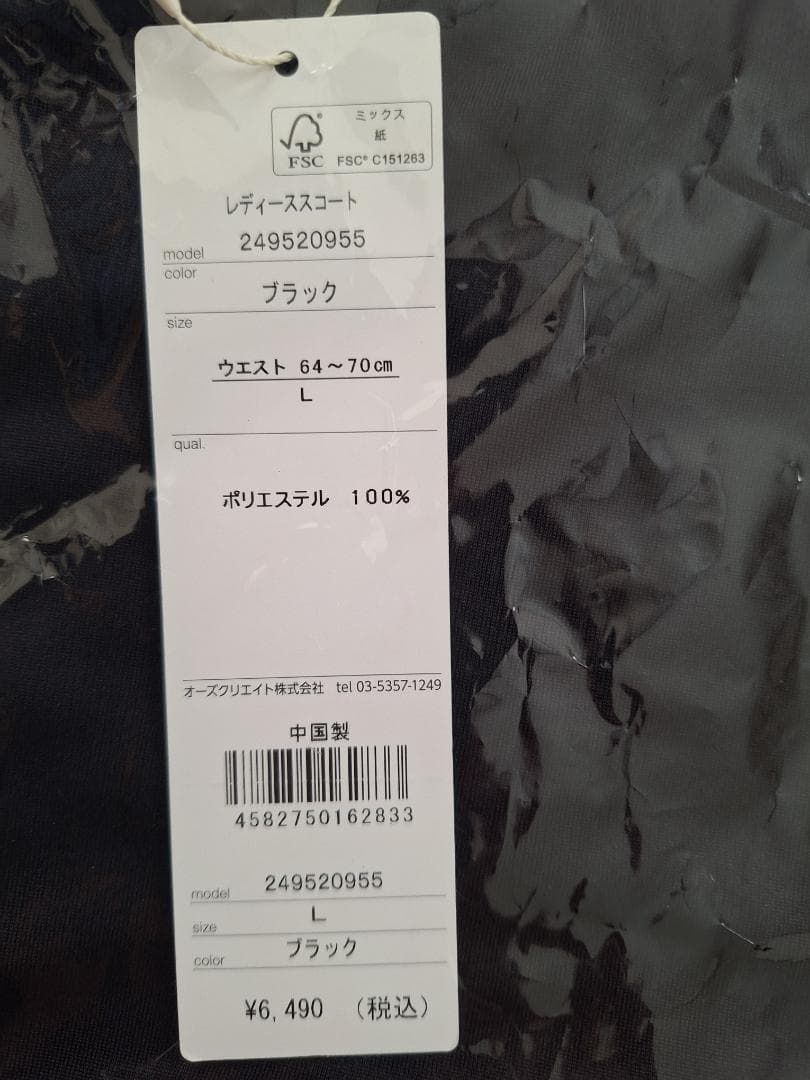 ミックス
紙
FSC FSC® C151263
レディーススコート
model 249520955
color
ブラック
size
ウエスト 64～70㎝
L
qual.
ポリエステル 100%
オーズクリエイト株式会社 tel 03-5357-1249
中国製
4582750162833
model 249520955
size L
color ブラック
¥6,490 (税込)